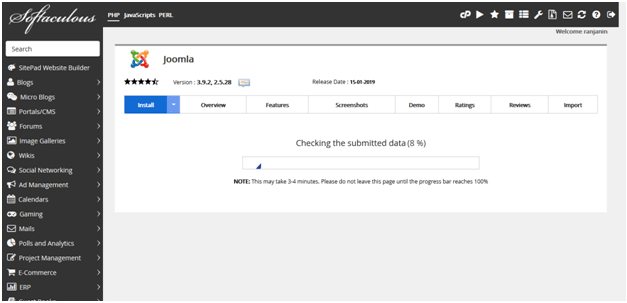 Softaculous
PHP JavaScripts PERL
Welcome ranjanin
Search
SitePad Website Builder
Blogs
Micro Blogs
Portals/CMS
Forums
Image Galleries
Wikis
Social Networking
Ad Management
Calendars
Gaming
Mails
Polls and Analytics
Project Management
E-Commerce
ERP
Guest Books
Joomla
Version : 3.9.2, 2.5.28
Release Date : 15-01-2019
Install Overview Features Screenshots Demo Ratings Reviews Import
Checking the submitted data (8 %)
NOTE: This may take 3-4 minutes. Please do not leave this page until the progress bar reaches 100%